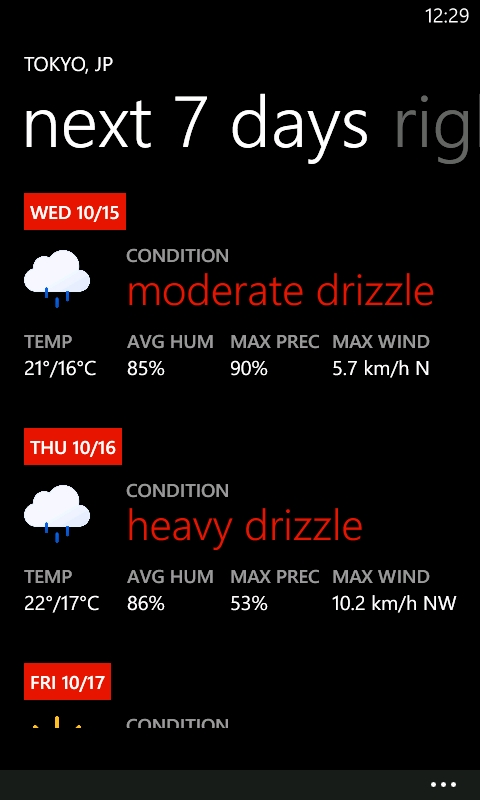 12:29
TOKYO, JP
next 7 days rig
WED 10/15
CONDITION
moderate drizzle
TEMP AVG HUM MAX PREC MAX WIND
21°/16°C 85% 90% 5.7 km/h N
THU 10/16
CONDITION
heavy drizzle
TEMP AVG HUM MAX PREC MAX WIND
22°/17°C 86% 53% 10.2 km/h NW
FRI 10/17
CONDITION